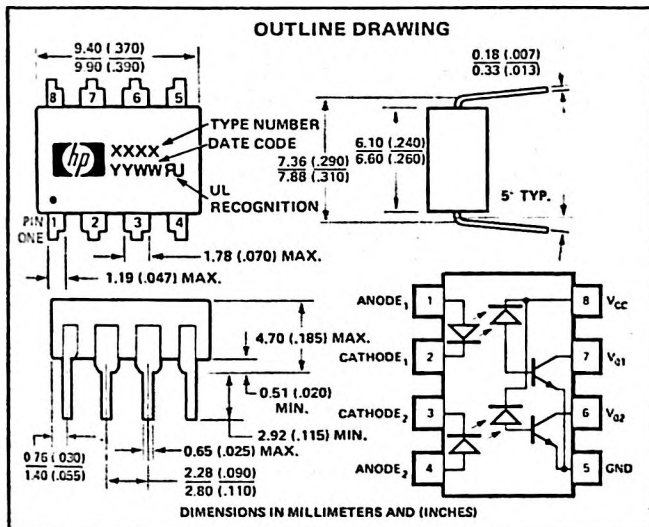 OUTLINE DRAWING
9.40 (.370)
9.90 (.390)
8 7 6 5
hp
XXXX
YYWW RU
TYPE NUMBER
DATE CODE
UL
RECOGNITION
PIN
ONE
1 2 3 4
1.78 (.070) MAX.
1.19 (.047) MAX.
0.18 (.007)
0.33 (.013)
6.10 (.240)
6.60 (.260)
7.36 (.290)
7.88 (.310)
5° TYP.
4.70 (.185) MAX.
0.51 (.020)
MIN.
2.92 (.115) MIN.
0.76 (.030)
1.40 (.055)
0.65 (.025) MAX.
2.28 (.090)
2.80 (.110)
ANODE1 1
CATHODE1 2
CATHODE2 3
ANODE2 4
8 VCC
7 V01
6 V02
5 GND
DIMENSIONS IN MILLIMETERS AND (INCHES)